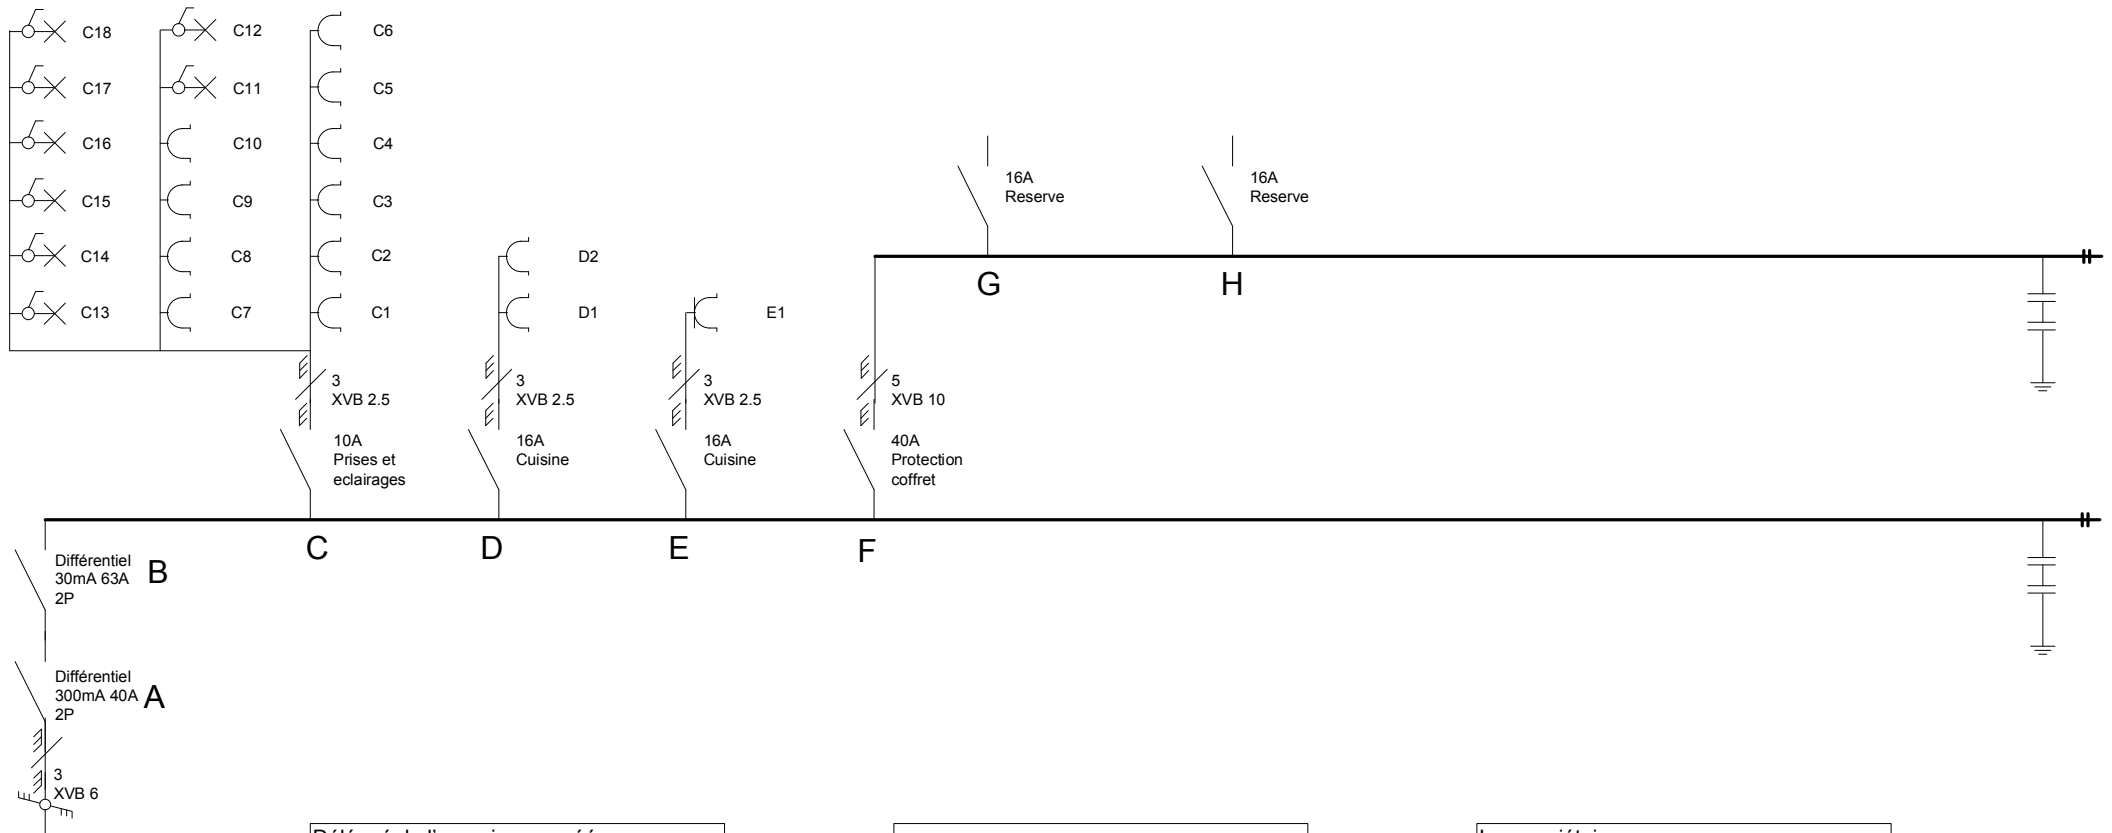 C18
C12
C6
C17
C11
C5
C16
C10
C4
C15
C9
C3
C14
C8
C2
D2
C13
C7
C1
D1
E1
16A
Reserve
16A
Reserve
G
H
3
XVB 2.5
3
XVB 2.5
3
XVB 2.5
5
XVB 10
10A
Prises et
eclairages
16A
Cuisine
16A
Cuisine
40A
Protection
coffret
C
D
E
F
Différentiel
30mA 63A
2P
B
Différentiel
300mA 40A
2P
A
3
XVB 6